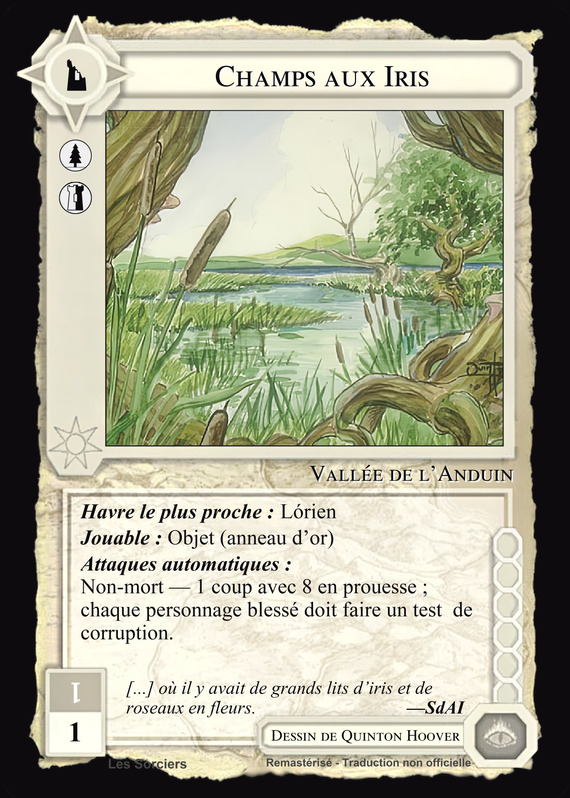 Champs aux Iris
Vallée de l'Anduin
Havre le plus proche : Lórien
Jouable : Objet (anneau d'or)
Attaques automatiques :
Non-mort — 1 coup avec 8 en prouesse ;
chaque personnage blessé doit faire un test de
corruption.
[...] où il y avait de grands lits d'iris et de
roseaux en fleurs. —SdAI
1
1
Dessin de Quinton Hoover
Les Sorciers
Remastérisé - Traduction non officielle